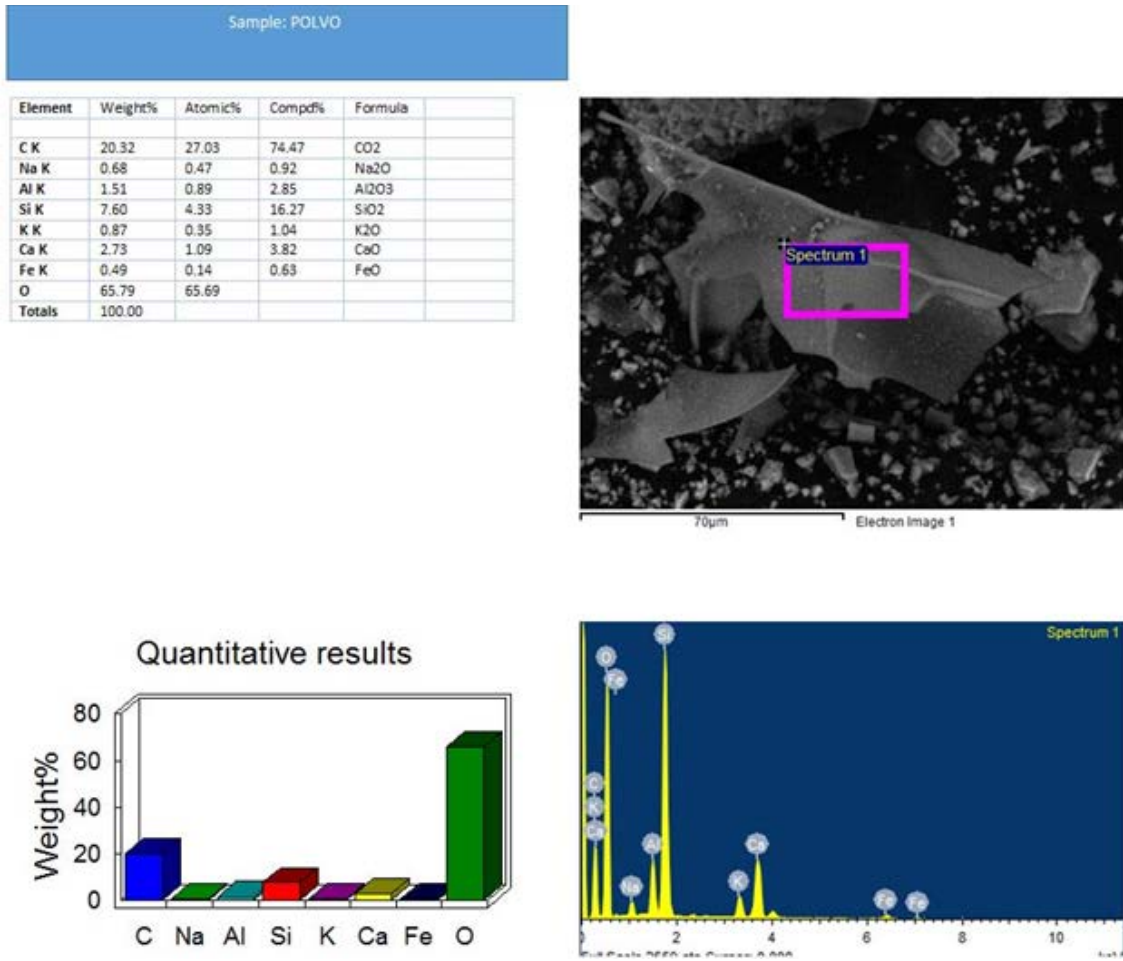 Sample: POLVO
Element Weight% Atomic% Compd% Formula
C K 20.32 27.03 74.47 CO2
Na K 0.68 0.47 0.92 Na2O
Al K 1.51 0.89 2.85 Al2O3
Si K 7.60 4.33 16.27 SiO2
K K 0.87 0.35 1.04 K2O
Ca K 2.73 1.09 3.82 CaO
Fe K 0.49 0.14 0.63 FeO
O 65.79 65.69
Totals 100.00
Spectrum 1
70µm Electron Image 1
Quantitative results
Weight%
80
60
40
20
0
C Na Al Si K Ca Fe O
Spectrum 1
Si
O
Fe
C
K
Ca
Na
Al
K
Ca
Fe
Fe
0 2 4 6 8 10